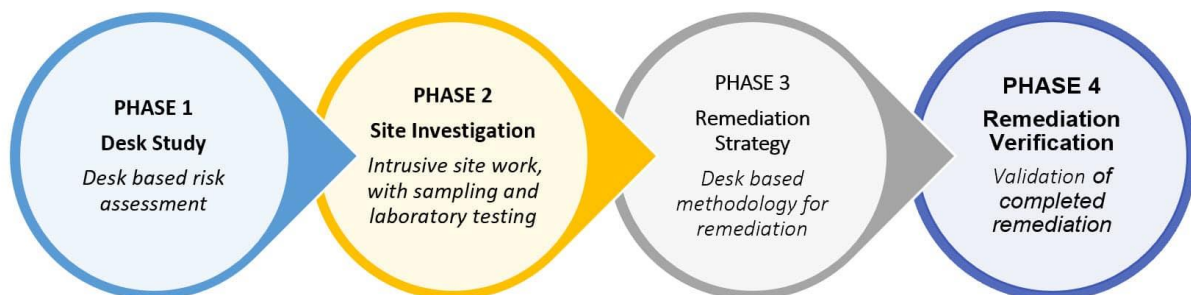 PHASE 1
Desk Study
Desk based risk
assessment
PHASE 2
Site Investigation
Intrusive site work,
with sampling and
laboratory testing
PHASE 3
Remediation
Strategy
Desk based
methodology for
remediation
PHASE 4
Remediation
Verification
Validation of
completed
remediation